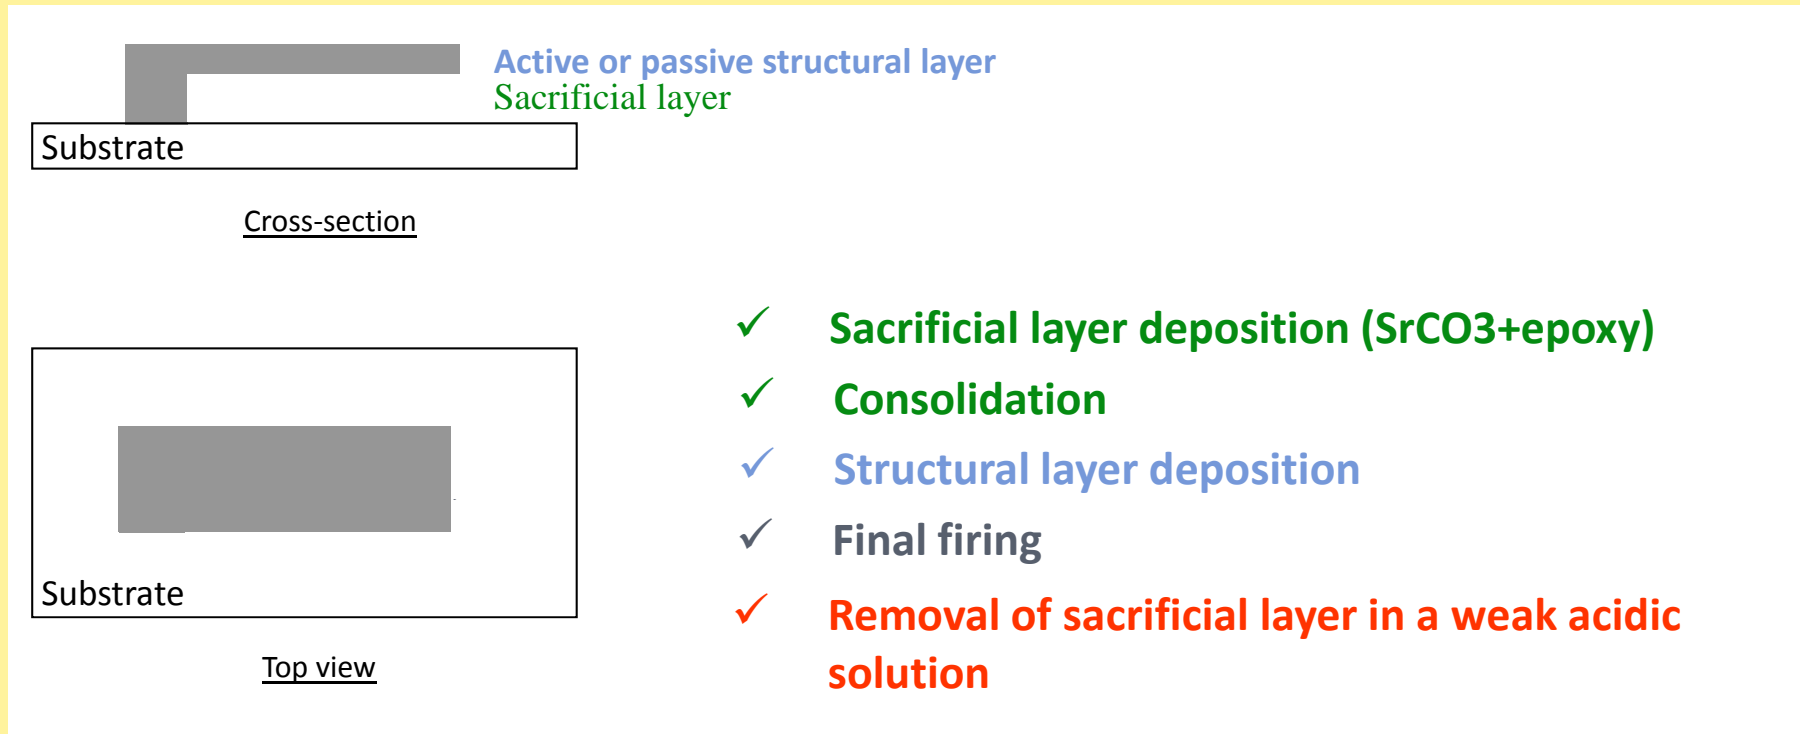 Active or passive structural layer
Sacrificial layer
Substrate
Cross-section
Substrate
Top view
✓ Sacrificial layer deposition (SrCO3+epoxy)
✓ Consolidation
✓ Structural layer deposition
✓ Final firing
✓ Removal of sacrificial layer in a weak acidic
solution